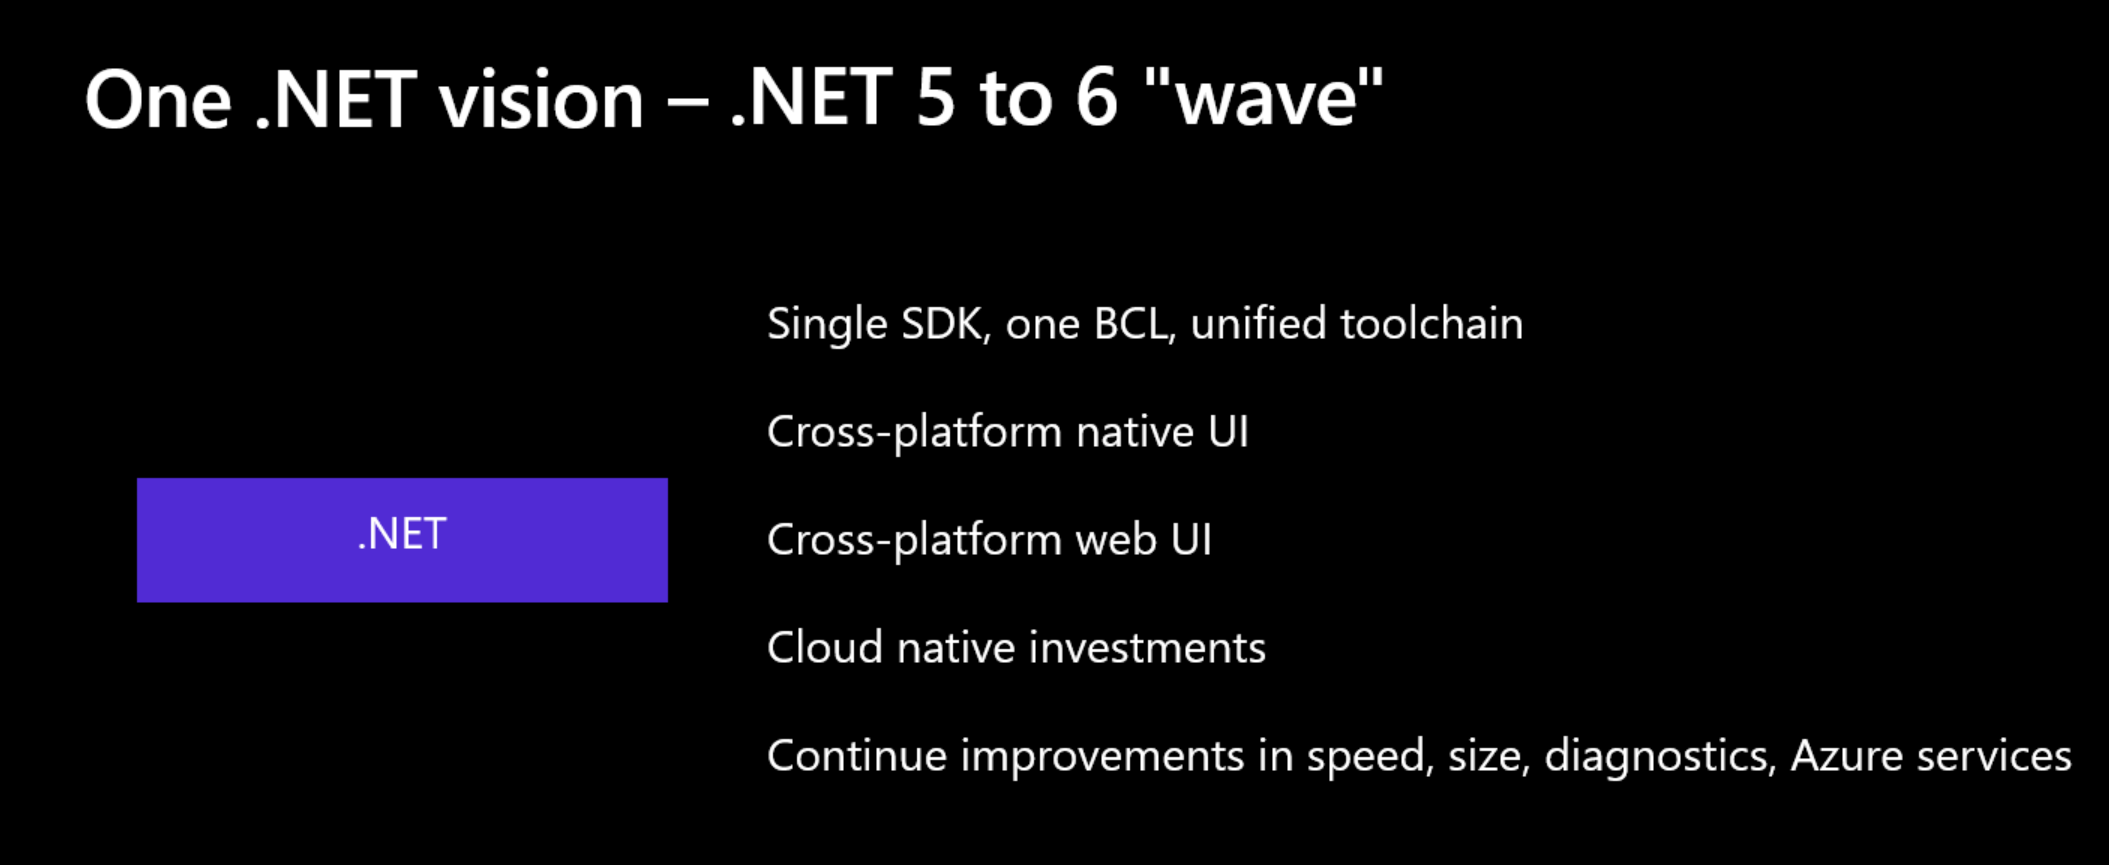 One .NET vision – .NET 5 to 6 "wave"
.NET
Single SDK, one BCL, unified toolchain
Cross-platform native UI
Cross-platform web UI
Cloud native investments
Continue improvements in speed, size, diagnostics, Azure services